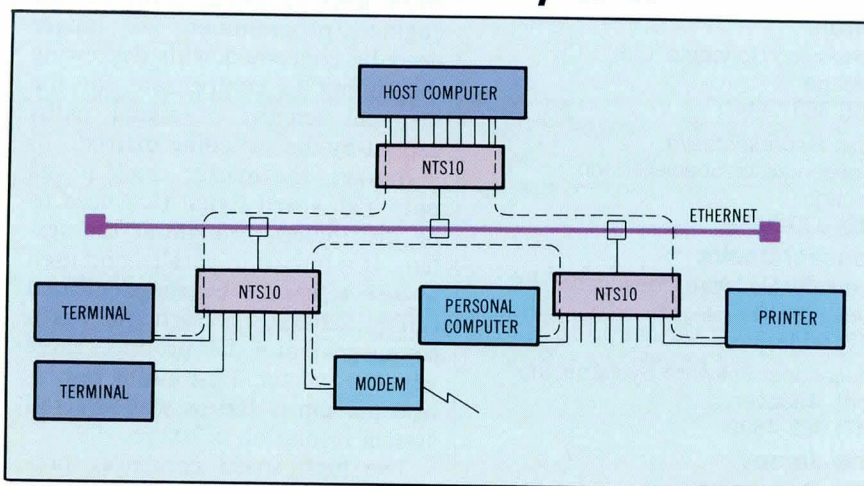 HOST COMPUTER
NTS10
ETHERNET
NTS10
NTS10
TERMINAL
PERSONAL
COMPUTER
PRINTER
TERMINAL
MODEM